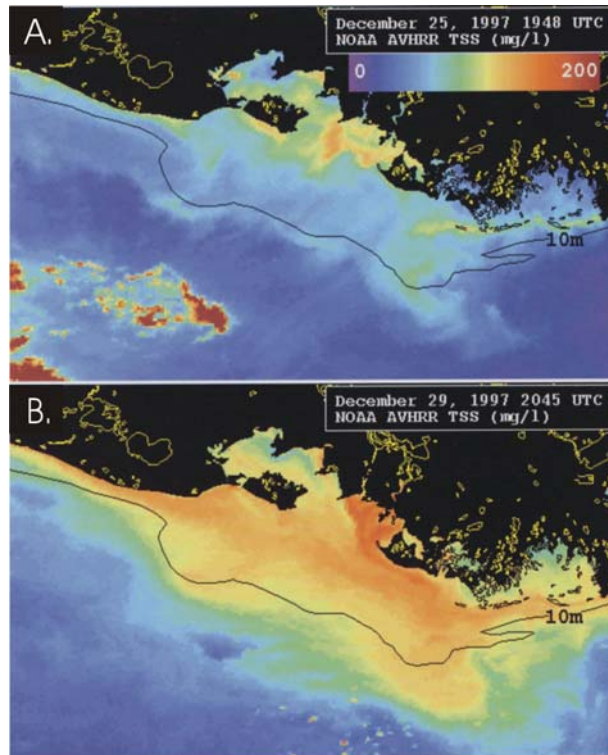 A.
December 25, 1997 1948 UTC
NOAA AVHRR TSS (mg/l)
0 200
10m
B.
December 29, 1997 2045 UTC
NOAA AVHRR TSS (mg/l)
10m